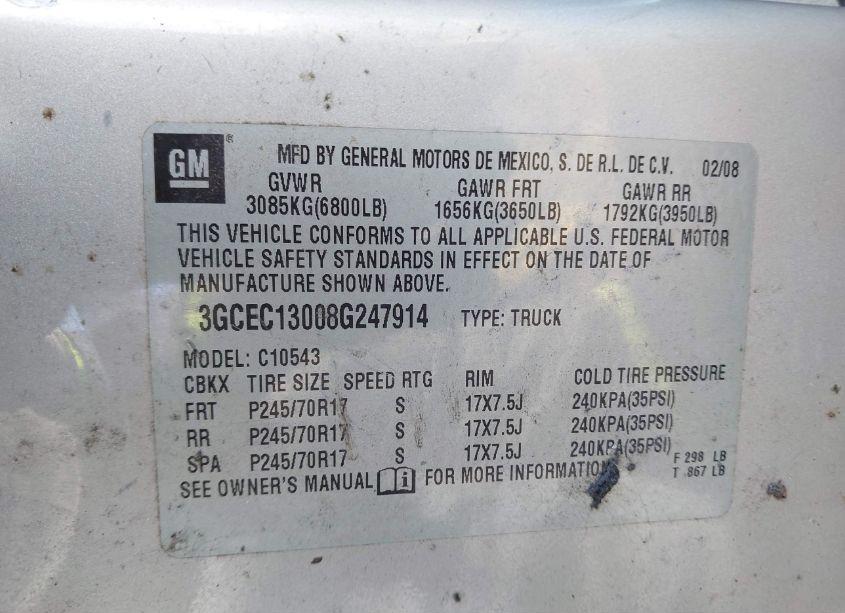 GM ® MFD BY GENERAL MOTORS DE MEXICO, S. DE R.L. DE C.V. 02/08
GVWR GAWR FRT GAWR RR
3085KG(6800LB) 1656KG(3650LB) 1792KG(3950LB)
THIS VEHICLE CONFORMS TO ALL APPLICABLE U.S. FEDERAL MOTOR
VEHICLE SAFETY STANDARDS IN EFFECT ON THE DATE OF
MANUFACTURE SHOWN ABOVE.
3GCEC13008G247914 TYPE: TRUCK
MODEL: C10543
CBKX TIRE SIZE SPEED RTG RIM COLD TIRE PRESSURE
FRT P245/70R17 S 17X7.5J 240KPA(35PSI)
RR P245/70R17 S 17X7.5J 240KPA(35PSI)
SPA P245/70R17 S 17X7.5J 240KPA(35PSI)
SEE OWNER'S MANUAL i FOR MORE INFORMATION
F 298 LB
T 867 LB